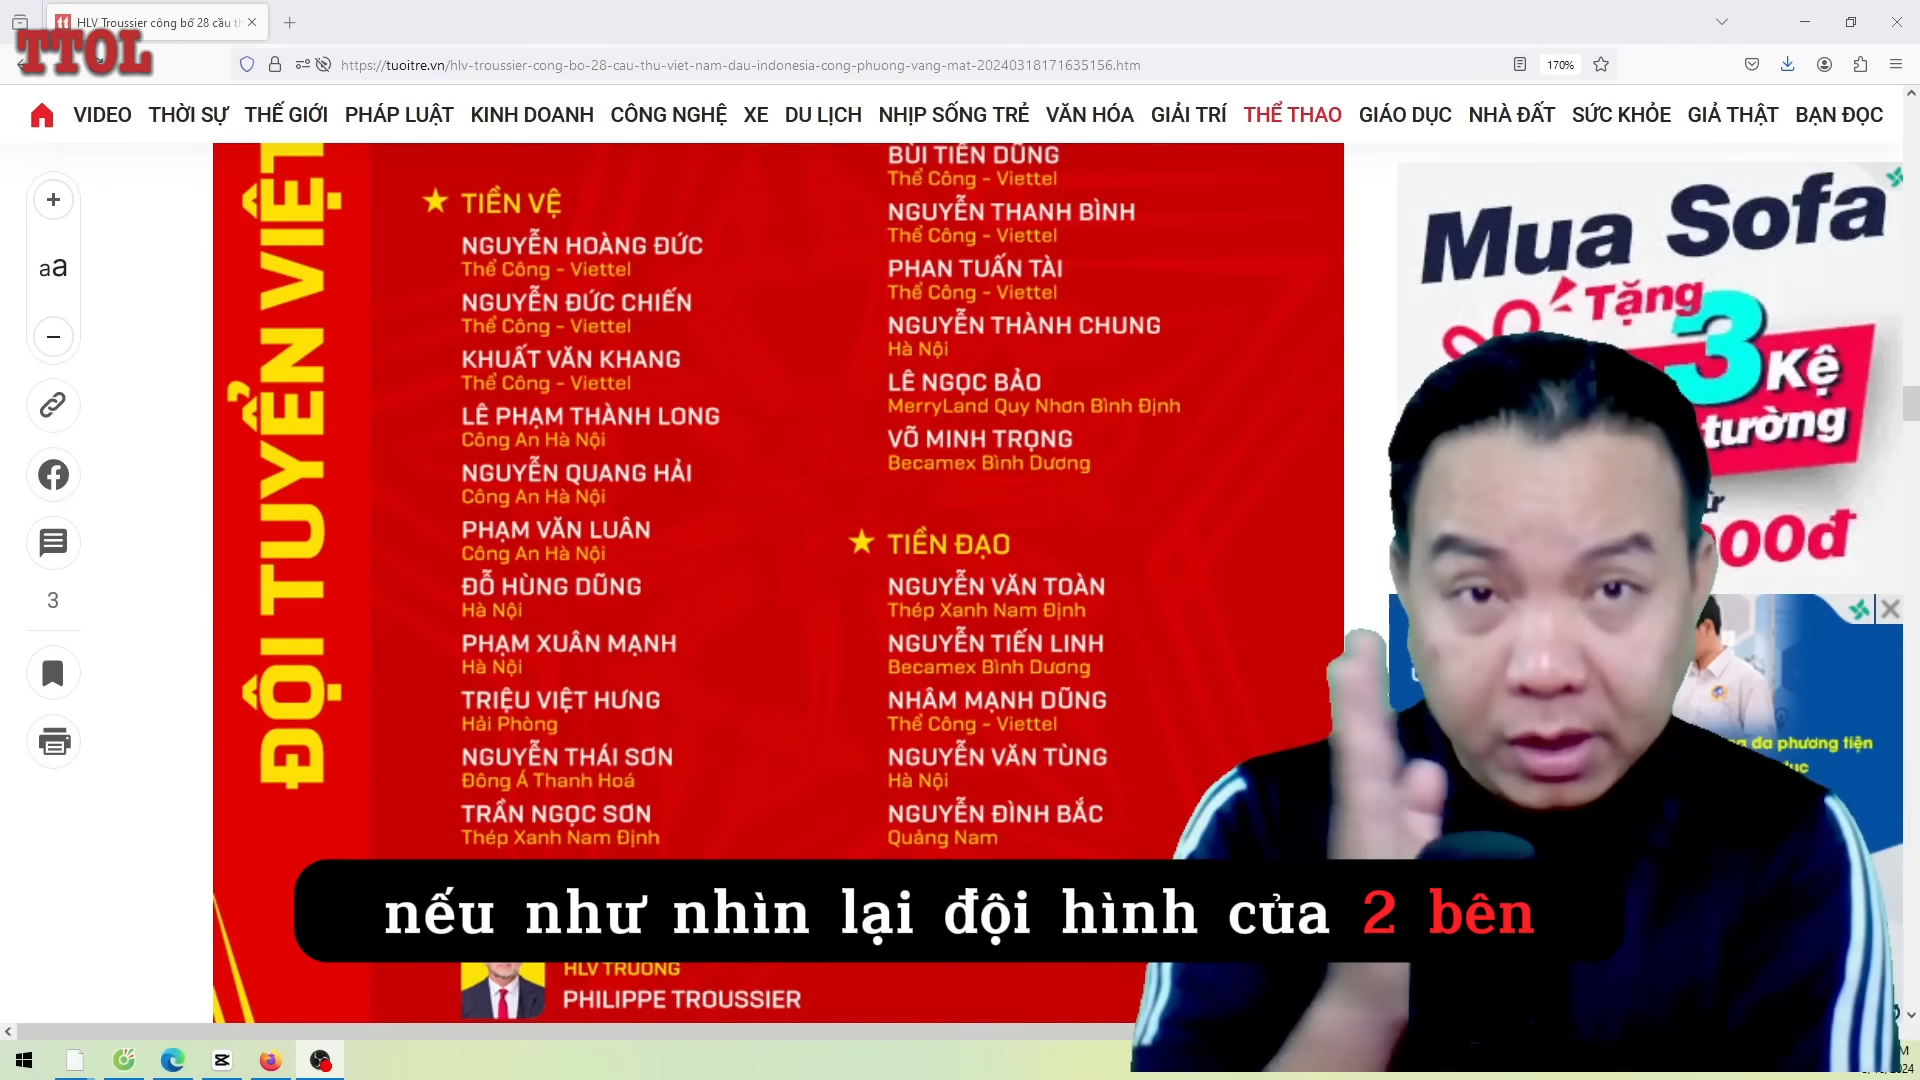 HLV Troussier công bố 28 cầu th
TTOL
https://tuoitre.vn/hlv-troussier-cong-bo-28-cau-thu-viet-nam-dau-indonesia-cong-phuong-vang-mat-20240318171635156.htm
170%
VIDEO THỜI SỰ THẾ GIỚI PHÁP LUẬT KINH DOANH CÔNG NGHỆ XE DU LỊCH NHỊP SỐNG TRẺ VĂN HÓA GIẢI TRÍ THỂ THAO GIÁO DỤC NHÀ ĐẤT SỨC KHỎE GIẢ THẬT BẠN ĐỌC
aa
3
ĐỘI TUYỂN VIỆT
TIỀN VỆ
NGUYỄN HOÀNG ĐỨC
Thể Công - Viettel
NGUYỄN ĐỨC CHIẾN
Thể Công - Viettel
KHUẤT VĂN KHANG
Thể Công - Viettel
LÊ PHẠM THÀNH LONG
Công An Hà Nội
NGUYỄN QUANG HẢI
Công An Hà Nội
PHẠM VĂN LUÂN
Công An Hà Nội
ĐỖ HÙNG DŨNG
Hà Nội
PHẠM XUÂN MẠNH
Hà Nội
TRIỆU VIỆT HƯNG
Hải Phòng
NGUYỄN THÁI SƠN
Đông Á Thanh Hoá
TRẦN NGỌC SƠN
Thép Xanh Nam Định
BÙI TIẾN DŨNG
Thể Công - Viettel
NGUYỄN THANH BÌNH
Thể Công - Viettel
PHAN TUẤN TÀI
Thể Công - Viettel
NGUYỄN THÀNH CHUNG
Hà Nội
LÊ NGỌC BẢO
MerryLand Quy Nhơn Bình Định
VÕ MINH TRỌNG
Becamex Bình Dương
TIỀN ĐẠO
NGUYỄN VĂN TOÀN
Thép Xanh Nam Định
NGUYỄN TIẾN LINH
Becamex Bình Dương
NHÂM MẠNH DŨNG
Thể Công - Viettel
NGUYỄN VĂN TÙNG
Hà Nội
NGUYỄN ĐÌNH BẮC
Quảng Nam
HLV TRƯỞNG
PHILIPPE TROUSSIER
Mua Sofa
Tặng
3 Kệ
tường
00đ
đa phương tiện
nếu như nhìn lại đội hình của 2 bên